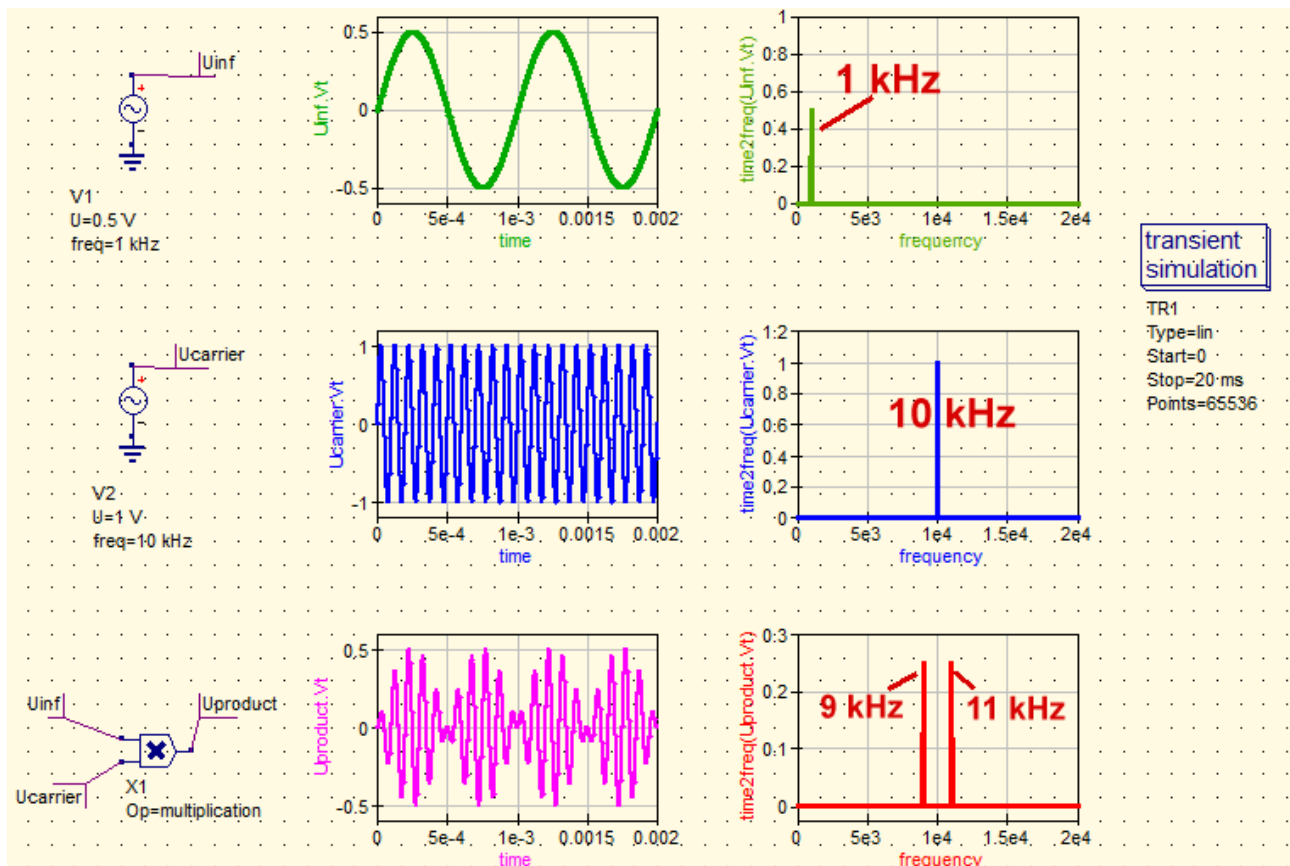 Uinf
V1
U=0.5 V
freq=1 kHz
Uinf.Vt
0.5
0
-0.5
0 5e-4 1e-3 0.0015 0.002
time
time2freq(Uinf.Vt)
1
0.8
0.6
0.4
0.2
0
1 kHz
0 5e3 1e4 1.5e4 2e4
frequency
transient
simulation
TR1
Type=lin
Start=0
Stop=20 ms
Points=65536
Ucarrier
V2
U=1 V
freq=10 kHz
Ucarrier.Vt
1
0
-1
0 5e-4 1e-3 0.0015 0.002
time
time2freq(Ucarrier.Vt)
1.2
1
0.8
0.6
0.4
0.2
0
10 kHz
0 5e3 1e4 1.5e4 2e4
frequency
Uinf
Uproduct
Ucarrier
X1
Op=multiplication
Uproduct.Vt
0.5
0
-0.5
0 5e-4 1e-3 0.0015 0.002
time
time2freq(Uproduct.Vt)
0.3
0.2
0.1
0
9 kHz
11 kHz
0 5e3 1e4 1.5e4 2e4
frequency